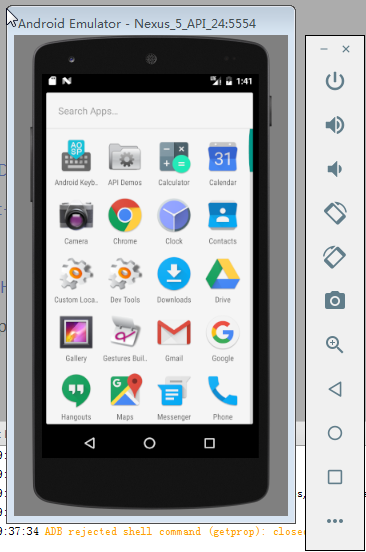 Android Emulator - Nexus_5_API_24:5554
1:41
Search Apps...
Android Keyb..
API Demos
Calculator
Calendar
31
Camera
Chrome
Clock
Contacts
Custom Loca..
Dev Tools
Downloads
Drive
Gallery
Gestures Buil..
Gmail
Google
Hangouts
Maps
Messenger
Phone
9:37:34 ADB rejected shell command (getprop): closed